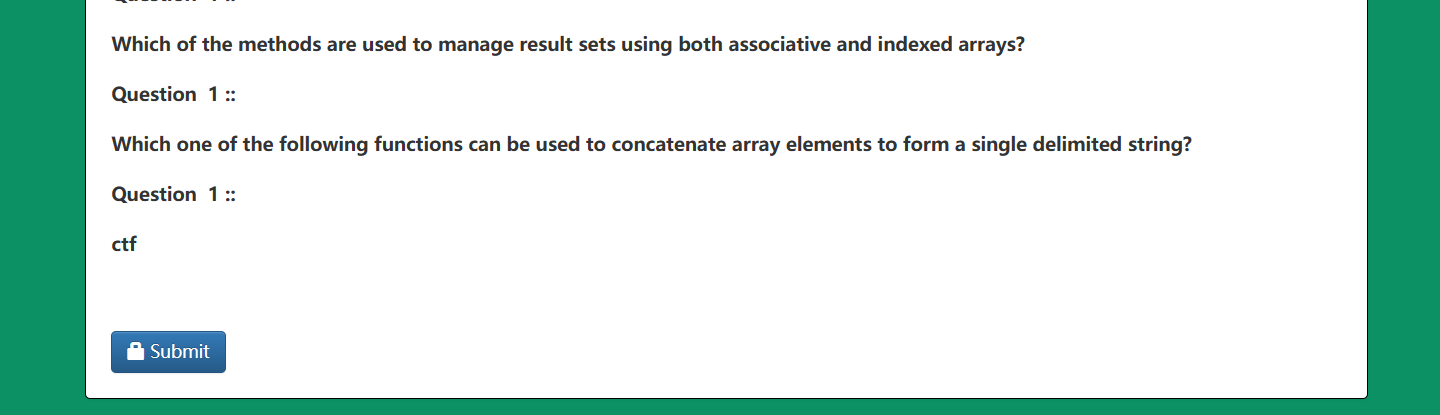 Which of the methods are used to manage result sets using both associative and indexed arrays?
Question 1 ::
Which one of the following functions can be used to concatenate array elements to form a single delimited string?
Question 1 ::
ctf
Submit